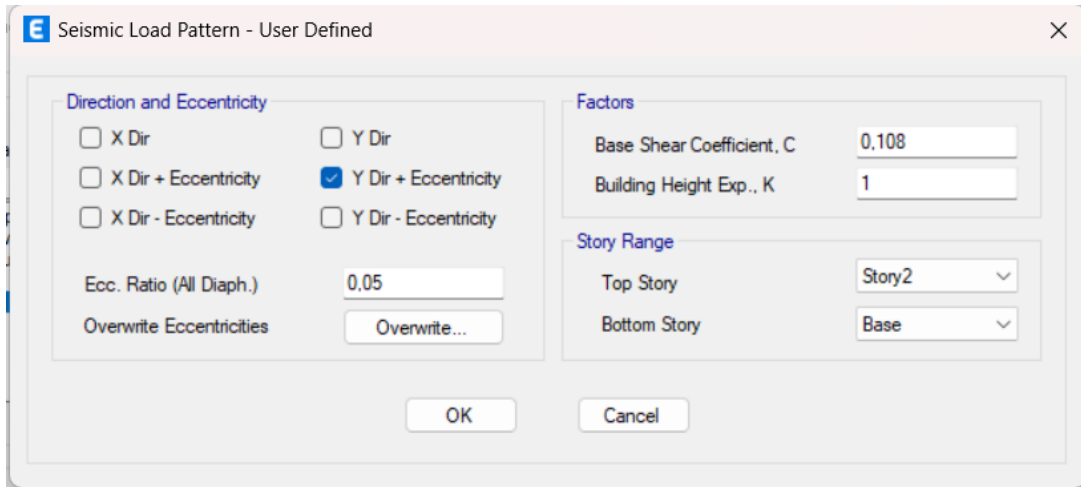 E Seismic Load Pattern - User Defined
Direction and Eccentricity
X Dir
Y Dir
X Dir + Eccentricity
Y Dir + Eccentricity
X Dir - Eccentricity
Y Dir - Eccentricity
Ecc. Ratio (All Diaph.)
0,05
Overwrite Eccentricities
Overwrite...
Factors
Base Shear Coefficient, C
0,108
Building Height Exp., K
1
Story Range
Top Story
Story2
Bottom Story
Base
OK
Cancel